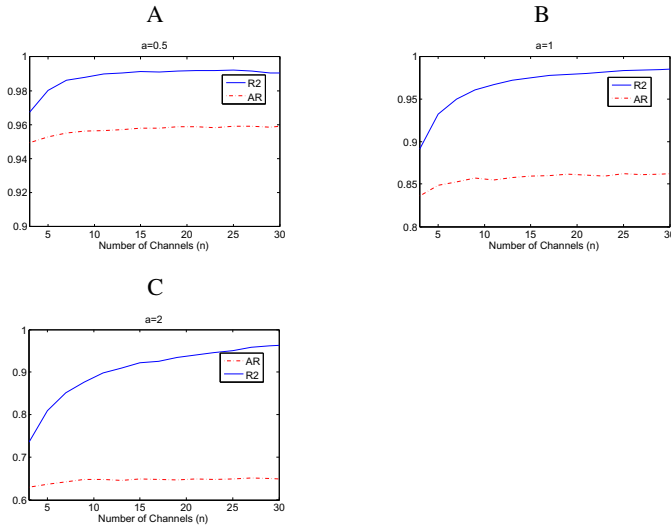 A
a=0.5
1
0.98
0.96
0.94
0.92
0.9
R2
AR
5
10
15
20
25
30
Number of Channels (n)
B
a=1
1
0.95
0.9
0.85
0.8
R2
AR
5
10
15
20
25
30
Number of Channels (n)
C
a=2
1
0.9
0.8
0.7
0.6
AR
R2
5
10
15
20
25
30
Number of Channels (n)